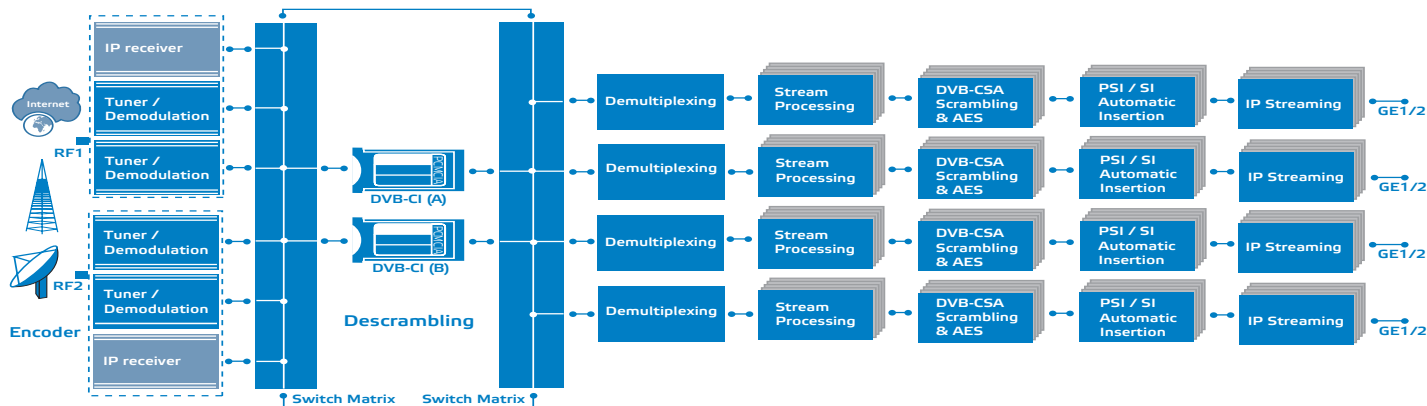 IP receiver
Internet
Tuner /
Demodulation
RF1
Tuner /
Demodulation
Tuner /
Demodulation
RF2
Tuner /
Demodulation
Encoder
IP receiver
PCMCIA
DVB-CI (A)
PCMCIA
DVB-CI (B)
Descrambling
Switch Matrix
Switch Matrix
Demultiplexing
Stream
Processing
DVB-CSA
Scrambling
& AES
PSI / SI
Automatic
Insertion
IP Streaming
GE1/2
Demultiplexing
Stream
Processing
DVB-CSA
Scrambling
& AES
PSI / SI
Automatic
Insertion
IP Streaming
GE1/2
Demultiplexing
Stream
Processing
DVB-CSA
Scrambling
& AES
PSI / SI
Automatic
Insertion
IP Streaming
GE1/2
Demultiplexing
Stream
Processing
DVB-CSA
Scrambling
& AES
PSI / SI
Automatic
Insertion
IP Streaming
GE1/2